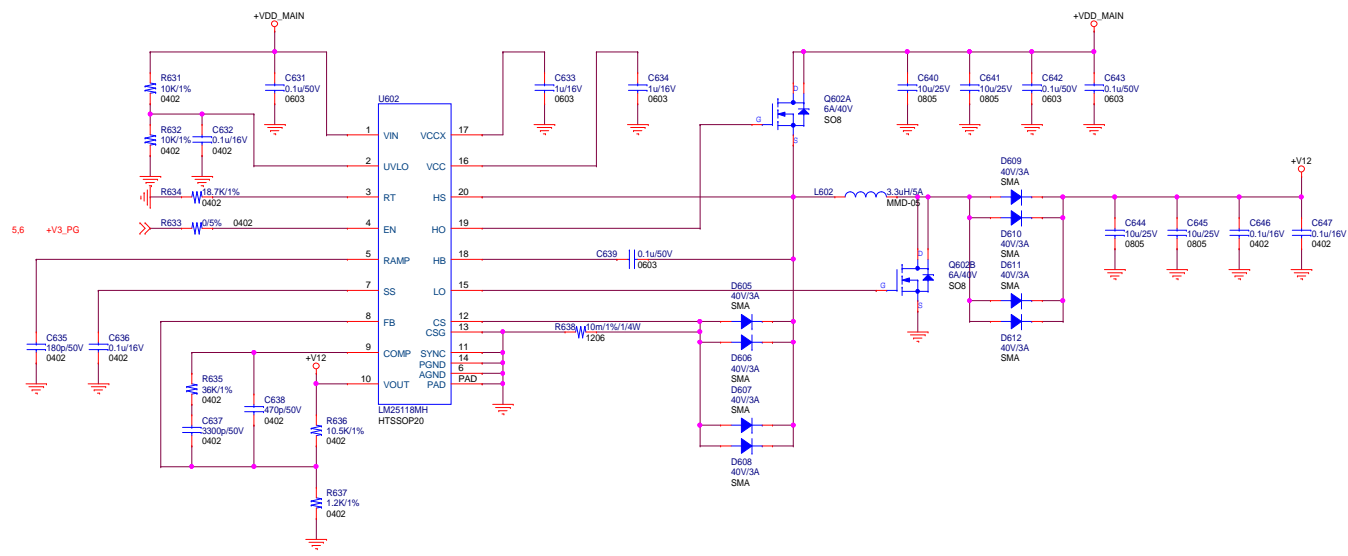 +VDD_MAIN
+VDD_MAIN
R631
10K/1%
0402
C631
0.1u/50V
0603
C633
1u/16V
0603
C634
1u/16V
0603
C640
10u/25V
0805
C641
10u/25V
0805
C642
0.1u/50V
0603
C643
0.1u/50V
0603
U602
Q602A
6A/40V
SO8
D
G
S
R632
10K/1%
0402
C632
0.1u/16V
0402
1 VIN VCCX 17
2 UVLO VCC 16
3 RT HS 20
4 EN HO 19
5 RAMP HB 18
7 SS LO 15
8 FB CS 12
CSG 13
9 COMP SYNC 11
PGND 14
AGND 6
10 VOUT PAD PAD
LM25118MH
HTSSOP20
R634 18.7K/1%
0402
5,6 +V3_PG
R633 0/5% 0402
L602 3.3uH/5A
MMD-05
D609
40V/3A
SMA
D610
40V/3A
SMA
D611
40V/3A
SMA
D612
40V/3A
SMA
+V12
C644
10u/25V
0805
C645
10u/25V
0805
C646
0.1u/16V
0402
C647
0.1u/16V
0402
C639 0.1u/50V
0603
Q602B
6A/40V
SO8
D
G
S
D605
40V/3A
SMA
D606
40V/3A
SMA
D607
40V/3A
SMA
D608
40V/3A
SMA
R638 10m/1%/1/4W
1206
C635
180p/50V
0402
C636
0.1u/16V
0402
+V12
R635
36K/1%
0402
C637
3300p/50V
0402
C638
470p/50V
0402
R636
10.5K/1%
0402
R637
1.2K/1%
0402